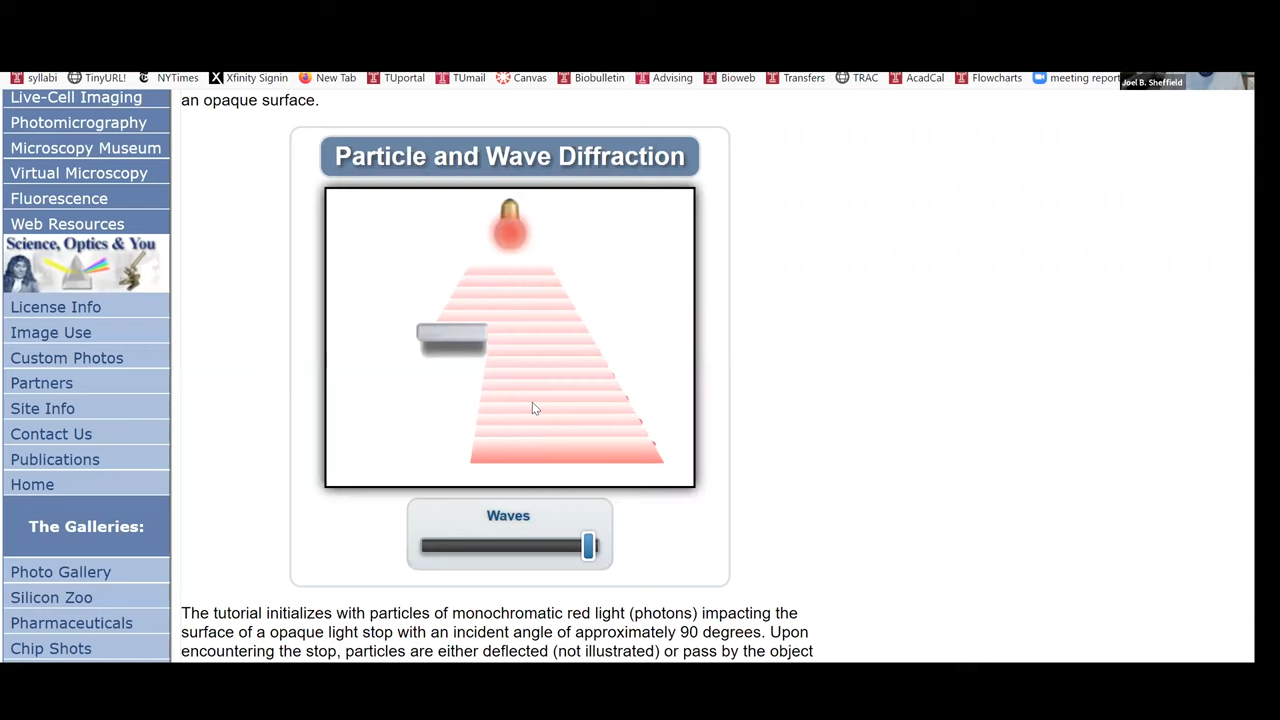 syllabi TinyURL! NYTimes Xfinity Signin New Tab TUportal TUmail Canvas Biobulletin Advising Bioweb Transfers TRAC AcadCal Flowcharts meeting report
Joel B. Sheffield
Live-Cell Imaging
Photomicrography
Microscopy Museum
Virtual Microscopy
Fluorescence
Web Resources
Science, Optics & You
License Info
Image Use
Custom Photos
Partners
Site Info
Contact Us
Publications
Home
The Galleries:
Photo Gallery
Silicon Zoo
Pharmaceuticals
Chip Shots
an opaque surface.
Particle and Wave Diffraction
Waves
The tutorial initializes with particles of monochromatic red light (photons) impacting the
surface of a opaque light stop with an incident angle of approximately 90 degrees. Upon
encountering the stop, particles are either deflected (not illustrated) or pass by the object